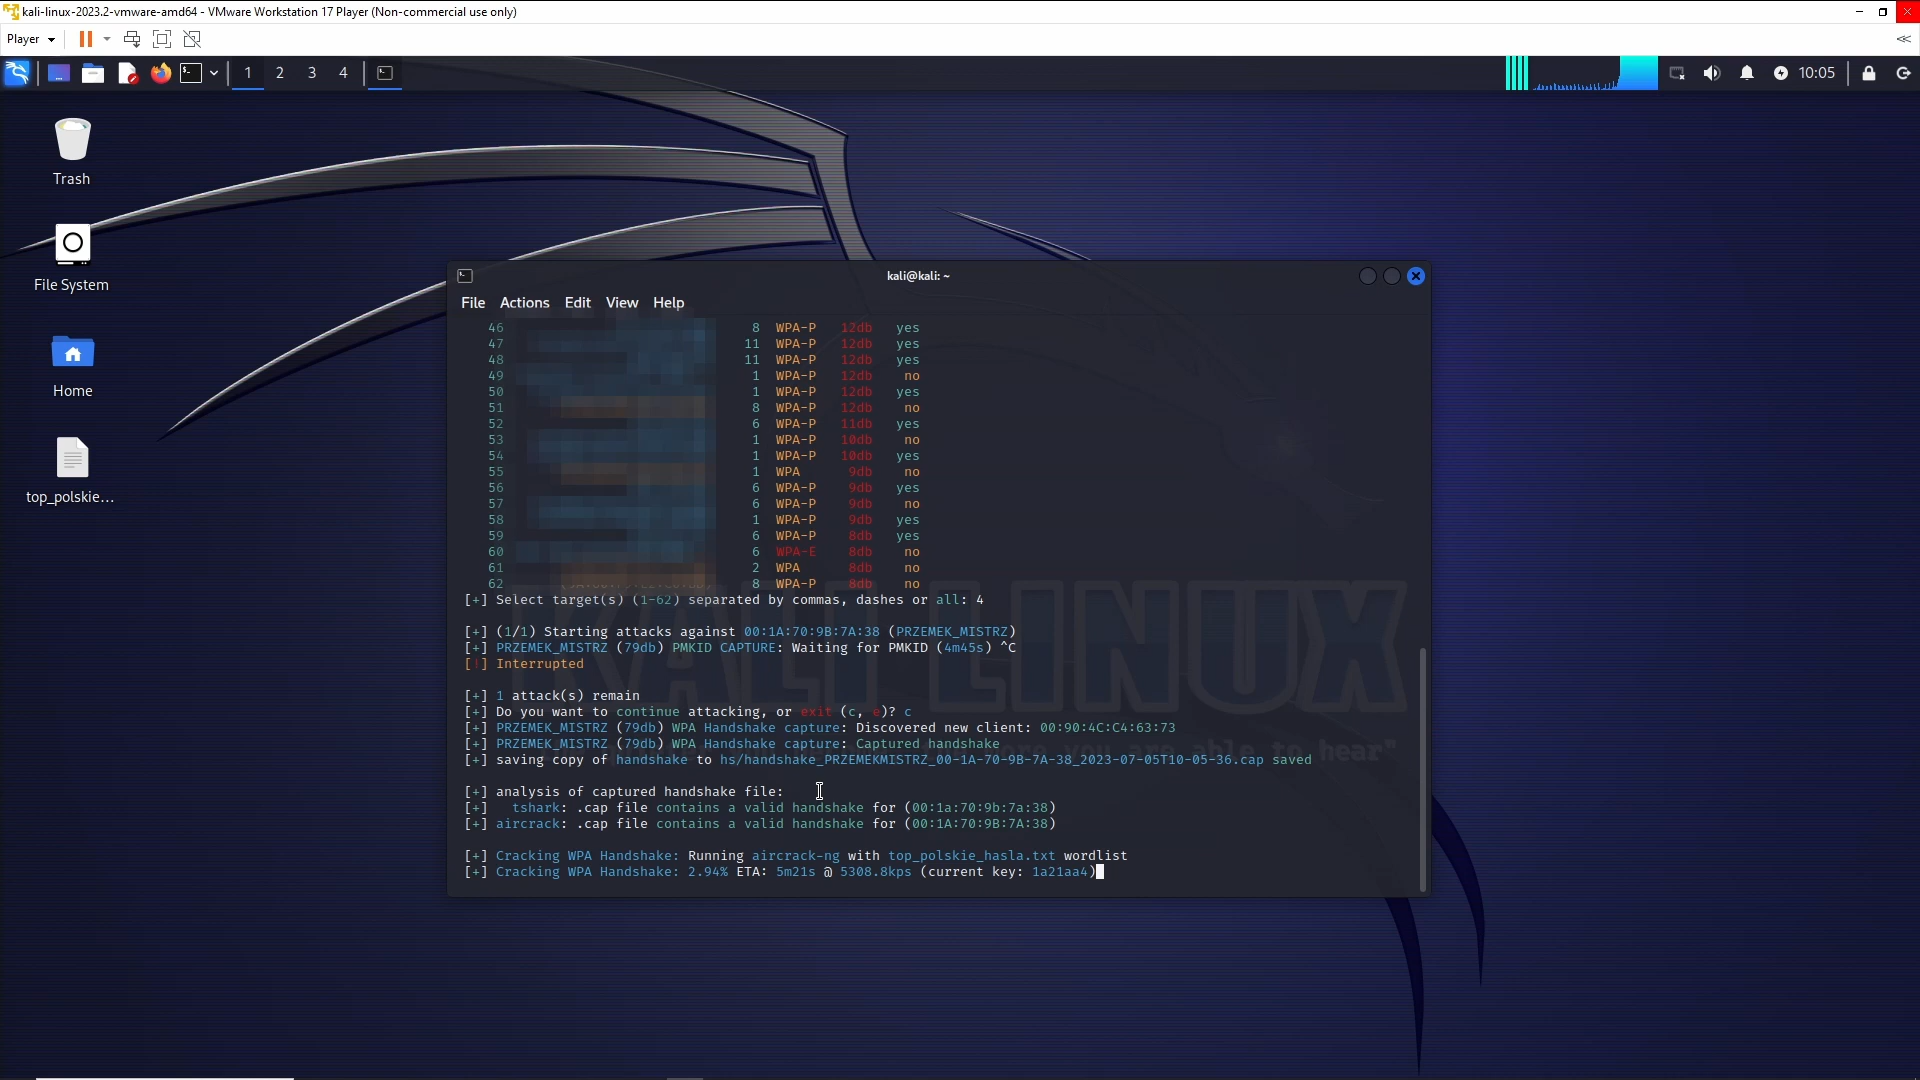 kali-linux-2023.2-vmware-amd64 - VMware Workstation 17 Player (Non-commercial use only)
Player
1 2 3 4
10:05
Trash
File System
Home
top_polskie...
kali@kali: ~
File Actions Edit View Help
46 8 WPA-P 12db yes
47 11 WPA-P 12db yes
48 11 WPA-P 12db yes
49 1 WPA-P 12db no
50 1 WPA-P 12db yes
51 8 WPA-P 12db no
52 6 WPA-P 11db yes
53 1 WPA-P 10db no
54 1 WPA-P 10db yes
55 1 WPA 9db no
56 6 WPA-P 9db yes
57 6 WPA-P 9db no
58 1 WPA-P 9db yes
59 6 WPA-P 8db yes
60 6 WPA-E 8db no
61 2 WPA 8db no
62 8 WPA-P 8db no
[+] Select target(s) (1-62) separated by commas, dashes or all: 4
[+] (1/1) Starting attacks against 00:1A:70:9B:7A:38 (PRZEMEK_MISTRZ)
[+] PRZEMEK_MISTRZ (79db) PMKID CAPTURE: Waiting for PMKID (4m45s) ^C
[!] Interrupted
[+] 1 attack(s) remain
[+] Do you want to continue attacking, or exit (c, e)? c
[+] PRZEMEK_MISTRZ (79db) WPA Handshake capture: Discovered new client: 00:90:4C:C4:63:73
[+] PRZEMEK_MISTRZ (79db) WPA Handshake capture: Captured handshake
[+] saving copy of handshake to hs/handshake_PRZEMEKMISTRZ_00-1A-70-9B-7A-38_2023-07-05T10-05-36.cap saved
[+] analysis of captured handshake file:
[+] tshark: .cap file contains a valid handshake for (00:1a:70:9b:7a:38)
[+] aircrack: .cap file contains a valid handshake for (00:1A:70:9B:7A:38)
[+] Cracking WPA Handshake: Running aircrack-ng with top_polskie_hasla.txt wordlist
[+] Cracking WPA Handshake: 2.94% ETA: 5m21s @ 5308.8kps (current key: 1a21aa4)
KALI LINUX
you are able to hear"